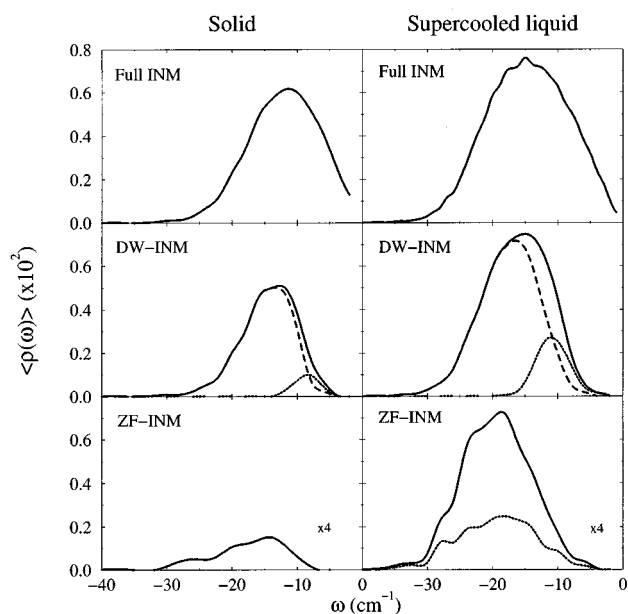 Solid Supercooled liquid
0.8
Full INM Full INM
0.6
0.4
0.2
0.0
DW−INM DW−INM
0.6
0.4
0.2
0.0
ZF−INM ZF−INM
0.6
0.4
0.2 x4 x4
0.0
−40 −30 −20 −10 0 −30 −20 −10 0
ω (cm⁻¹)
<ρ(ω)> (x10²)